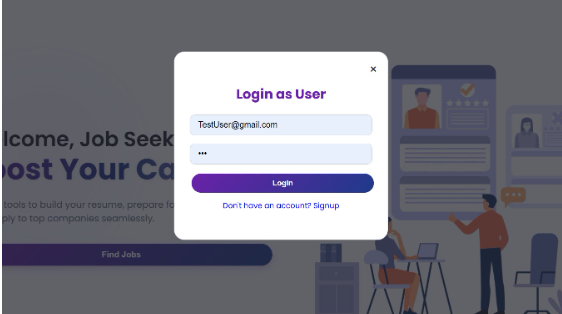 ×
Login as User
TestUser@gmail.com
•••
Login
Don't have an account? Signup
lcome, Job Seek
ost Your Ca
tools to build your resume, prepare fo
ply to top companies seamlessly.
Find Jobs